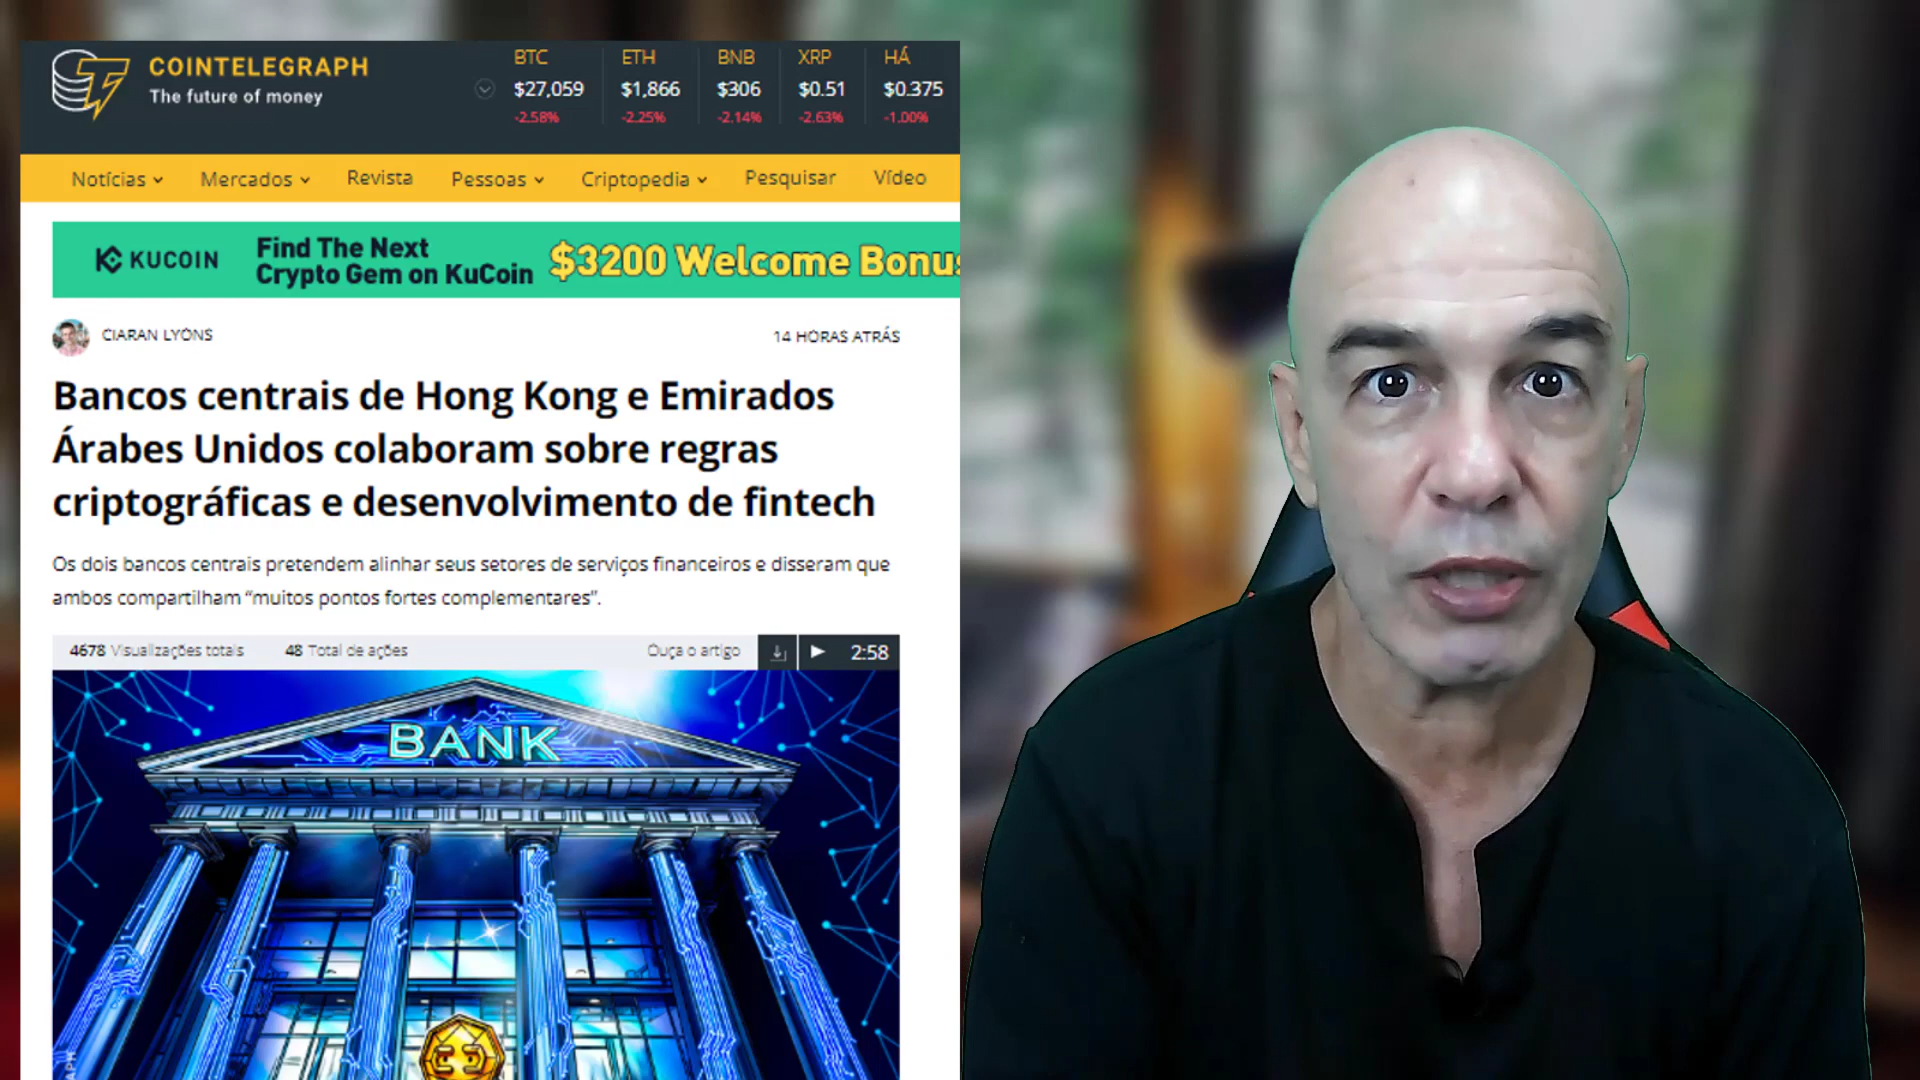 COINTELEGRAPH
The future of money
BTC ETH BNB XRP HÁ
$27,059 $1,866 $306 $0.51 $0.375
-2.58% -2.25% -2.14% -2.63% -1.00%
Notícias Mercados Revista Pessoas Criptopedia Pesquisar Vídeo
KUCOIN
Find The Next
Crypto Gem on KuCoin
$3200 Welcome Bonus
CIARAN LYONS
14 HORAS ATRÁS
Bancos centrais de Hong Kong e Emirados
Árabes Unidos colaboram sobre regras
criptográficas e desenvolvimento de fintech
Os dois bancos centrais pretendem alinhar seus setores de serviços financeiros e disseram que
ambos compartilham “muitos pontos fortes complementares”.
4678 Visualizações totais 48 Total de ações Ouça o artigo 2:58
BANK